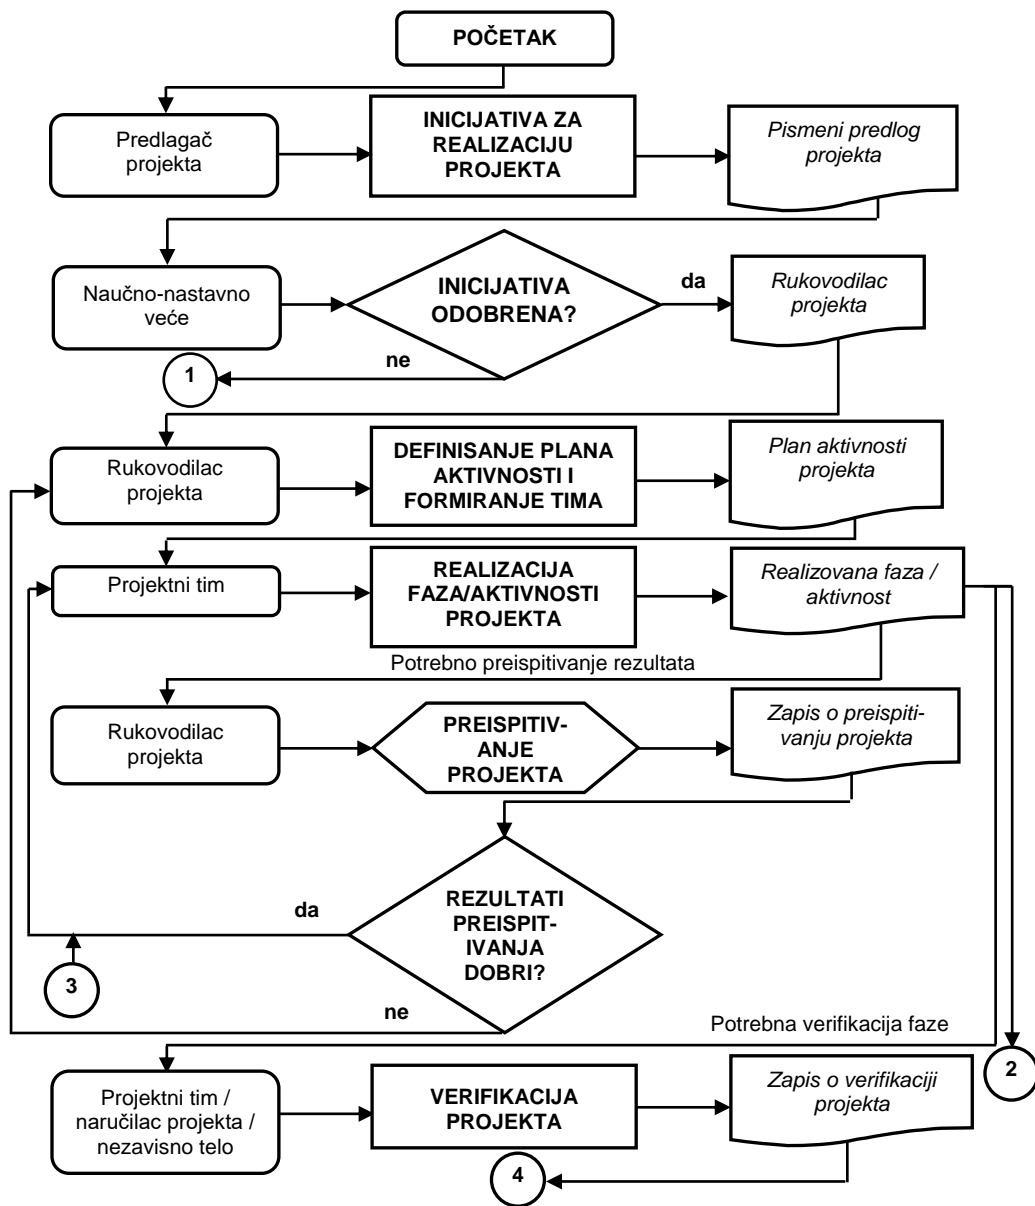 POČETAK
Predlagač
projekta
INICIJATIVA ZA
REALIZACIJU
PROJEKTA
Pismeni predlog
projekta
Naučno-nastavno
veće
INICIJATIVA
ODOBRENA?
da
Rukovodilac
projekta
ne
1
Rukovodilac
projekta
DEFINISANJE PLANA
AKTIVNOSTI I
FORMIRANJE TIMA
Plan aktivnosti
projekta
Projektni tim
REALIZACIJA
FAZA/AKTIVNOSTI
PROJEKTA
Realizovana faza /
aktivnost
Potrebno preispitivanje rezultata
Rukovodilac
projekta
PREISPITIV-
ANJE
PROJEKTA
Zapis o preispiti-
vanju projekta
REZULTATI
PREISPIT-
IVANJA
DOBRI?
da
3
ne
Potrebna verifikacija faze
2
Projektni tim /
naručilac projekta /
nezavisno telo
VERIFIKACIJA
PROJEKTA
Zapis o verifikaciji
projekta
4